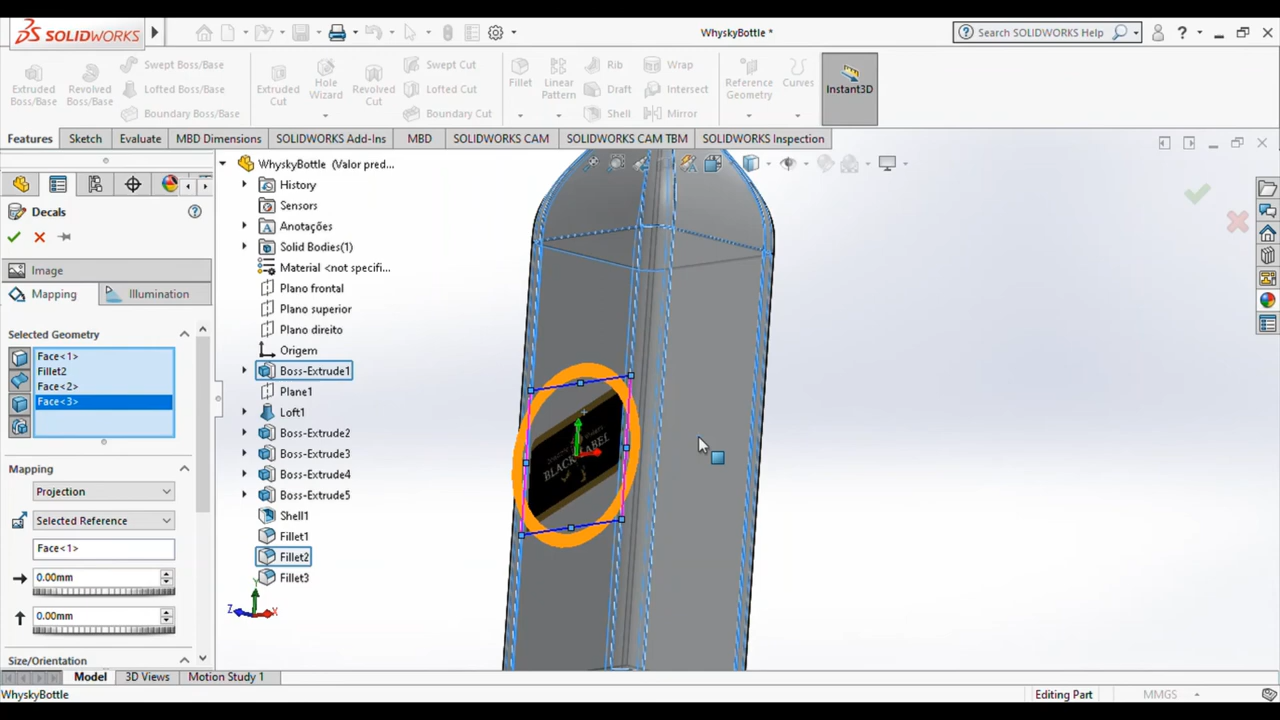 SOLIDWORKS
WhyskyBottle *
Search SOLIDWORKS Help
Extruded Boss/Base
Revolved Boss/Base
Swept Boss/Base
Lofted Boss/Base
Boundary Boss/Base
Extruded Cut
Hole Wizard
Revolved Cut
Swept Cut
Lofted Cut
Boundary Cut
Fillet
Linear Pattern
Rib
Draft
Shell
Wrap
Intersect
Mirror
Reference Geometry
Curves
Instant3D
Features
Sketch
Evaluate
MBD Dimensions
SOLIDWORKS Add-Ins
MBD
SOLIDWORKS CAM
SOLIDWORKS CAM TBM
SOLIDWORKS Inspection
Decals
Image
Mapping
Illumination
Selected Geometry
Face<1>
Fillet2
Face<2>
Face<3>
Mapping
Projection
Selected Reference
Face<1>
0.00mm
0.00mm
Size/Orientation
WhyskyBottle (Valor pred...
History
Sensors
Anotações
Solid Bodies(1)
Material <not specifi...
Plano frontal
Plano superior
Plano direito
Origem
Boss-Extrude1
Plane1
Loft1
Boss-Extrude2
Boss-Extrude3
Boss-Extrude4
Boss-Extrude5
Shell1
Fillet1
Fillet2
Fillet3
BLACK LABEL
Y
Z
X
Model
3D Views
Motion Study 1
WhyskyBottle
Editing Part
MMGS